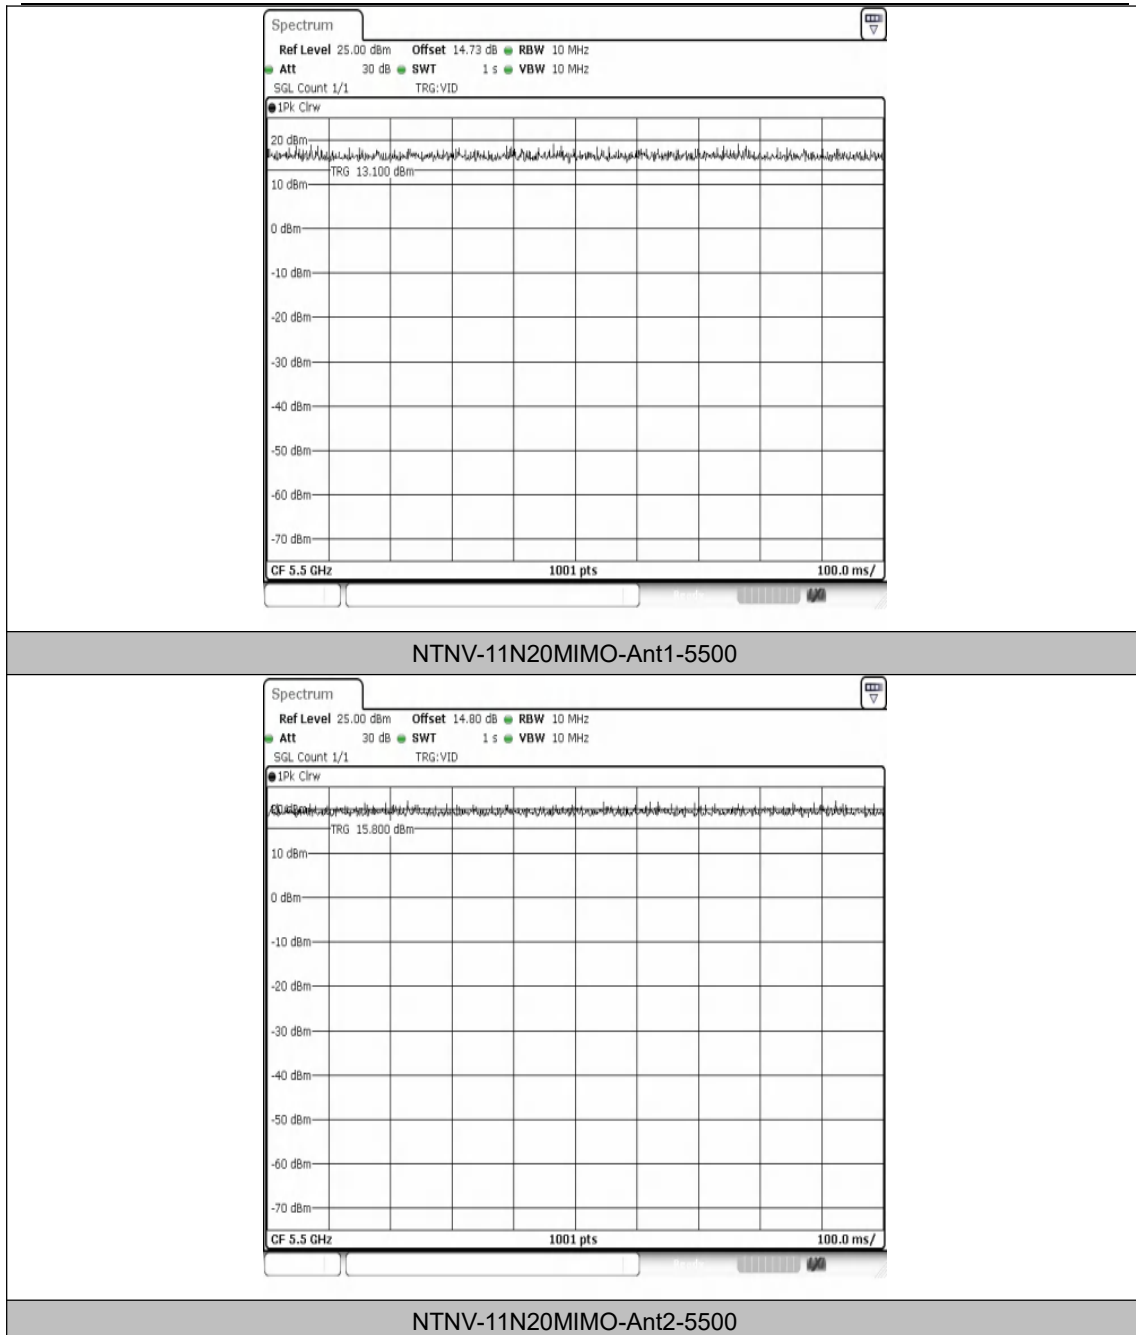 Spectrum
Ref Level 25.00 dBm Offset 14.73 dB RBW 10 MHz
Att 30 dB SWT 1 s VBW 10 MHz
SGL Count 1/1 TRG:VID
1Pk Clrw
20 dBm
TRG 13.100 dBm
10 dBm
0 dBm
-10 dBm
-20 dBm
-30 dBm
-40 dBm
-50 dBm
-60 dBm
-70 dBm
CF 5.5 GHz 1001 pts 100.0 ms/
NTNV-11N20MIMO-Ant1-5500
Spectrum
Ref Level 25.00 dBm Offset 14.80 dB RBW 10 MHz
Att 30 dB SWT 1 s VBW 10 MHz
SGL Count 1/1 TRG:VID
1Pk Clrw
TRG 15.800 dBm
10 dBm
0 dBm
-10 dBm
-20 dBm
-30 dBm
-40 dBm
-50 dBm
-60 dBm
-70 dBm
CF 5.5 GHz 1001 pts 100.0 ms/
NTNV-11N20MIMO-Ant2-5500